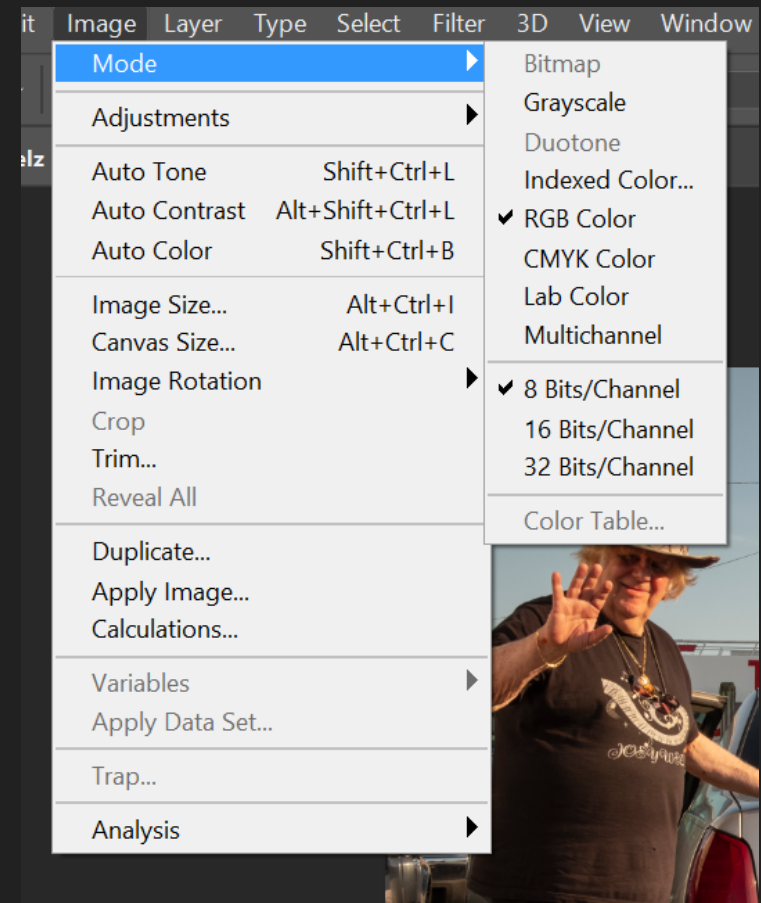 it Image Layer Type Select Filter 3D View Window
elz
Mode
Adjustments
Auto Tone Shift+Ctrl+L
Auto Contrast Alt+Shift+Ctrl+L
Auto Color Shift+Ctrl+B
Image Size... Alt+Ctrl+I
Canvas Size... Alt+Ctrl+C
Image Rotation
Crop
Trim...
Reveal All
Duplicate...
Apply Image...
Calculations...
Variables
Apply Data Set...
Trap...
Analysis
Bitmap
Grayscale
Duotone
Indexed Color...
RGB Color
CMYK Color
Lab Color
Multichannel
8 Bits/Channel
16 Bits/Channel
32 Bits/Channel
Color Table...